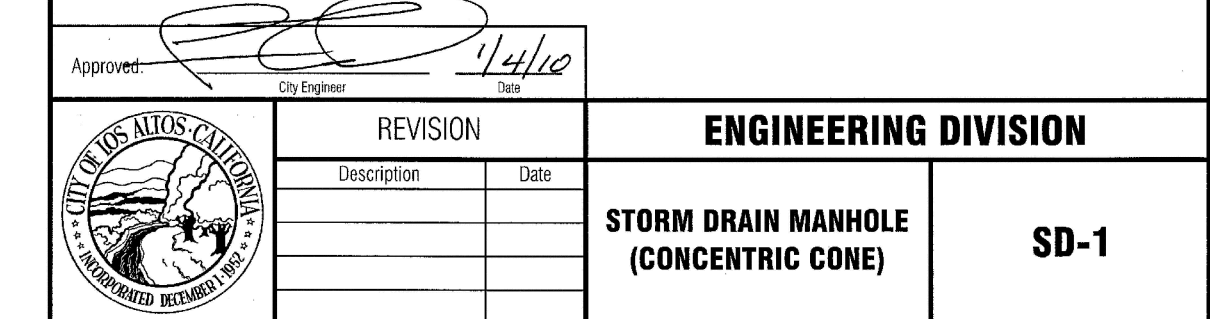 Approved:
1/4/10
City Engineer
Date
CITY OF LOS ALTOS · CALIFORNIA
INCORPORATED DECEMBER 1·1952
REVISION
Description
Date
ENGINEERING DIVISION
STORM DRAIN MANHOLE
(CONCENTRIC CONE)
SD-1